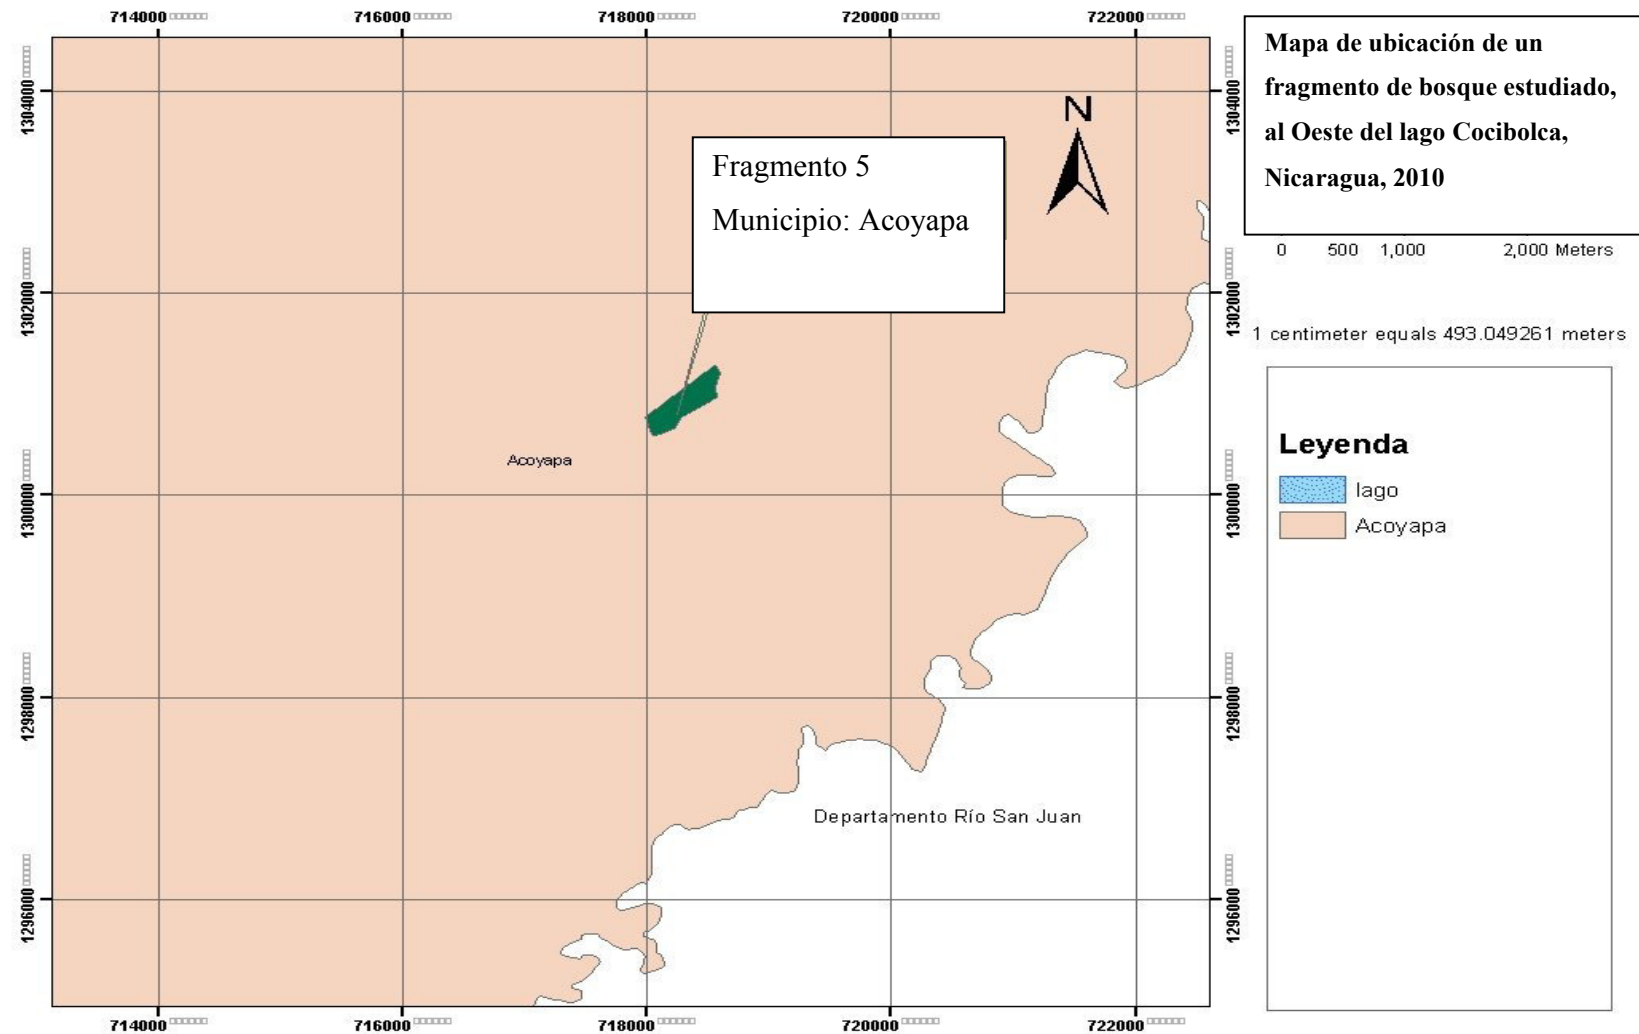 714000 716000 718000 720000 722000
Mapa de ubicación de un
fragmento de bosque estudiado,
al Oeste del lago Cocibolca,
Nicaragua, 2010
0 500 1,000 2,000 Meters
1 centimeter equals 493.049261 meters
Leyenda
lago
Acoyapa
N
Fragmento 5
Municipio: Acoyapa
Acoyapa
Departamento Río San Juan
1304000
1302000
1300000
1298000
1296000
1304000
1302000
1300000
1298000
1296000
714000 716000 718000 720000 722000